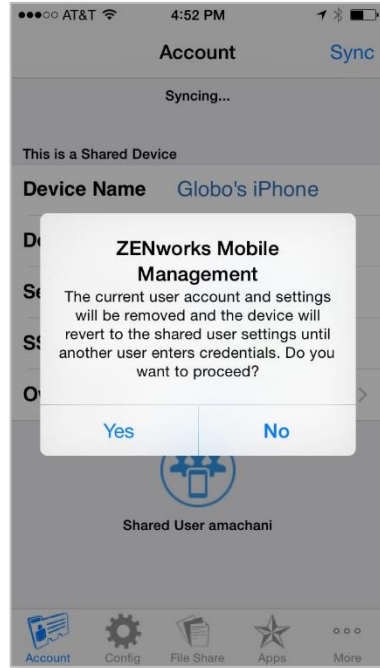 AT&T 4:52 PM
Account Sync
Syncing...
This is a Shared Device
Device Name Globo's iPhone
ZENworks Mobile
Management
The current user account and settings
will be removed and the device will
revert to the shared user settings until
another user enters credentials. Do you
want to proceed?
Yes No
Shared User amachani
Account Config File Share Apps More